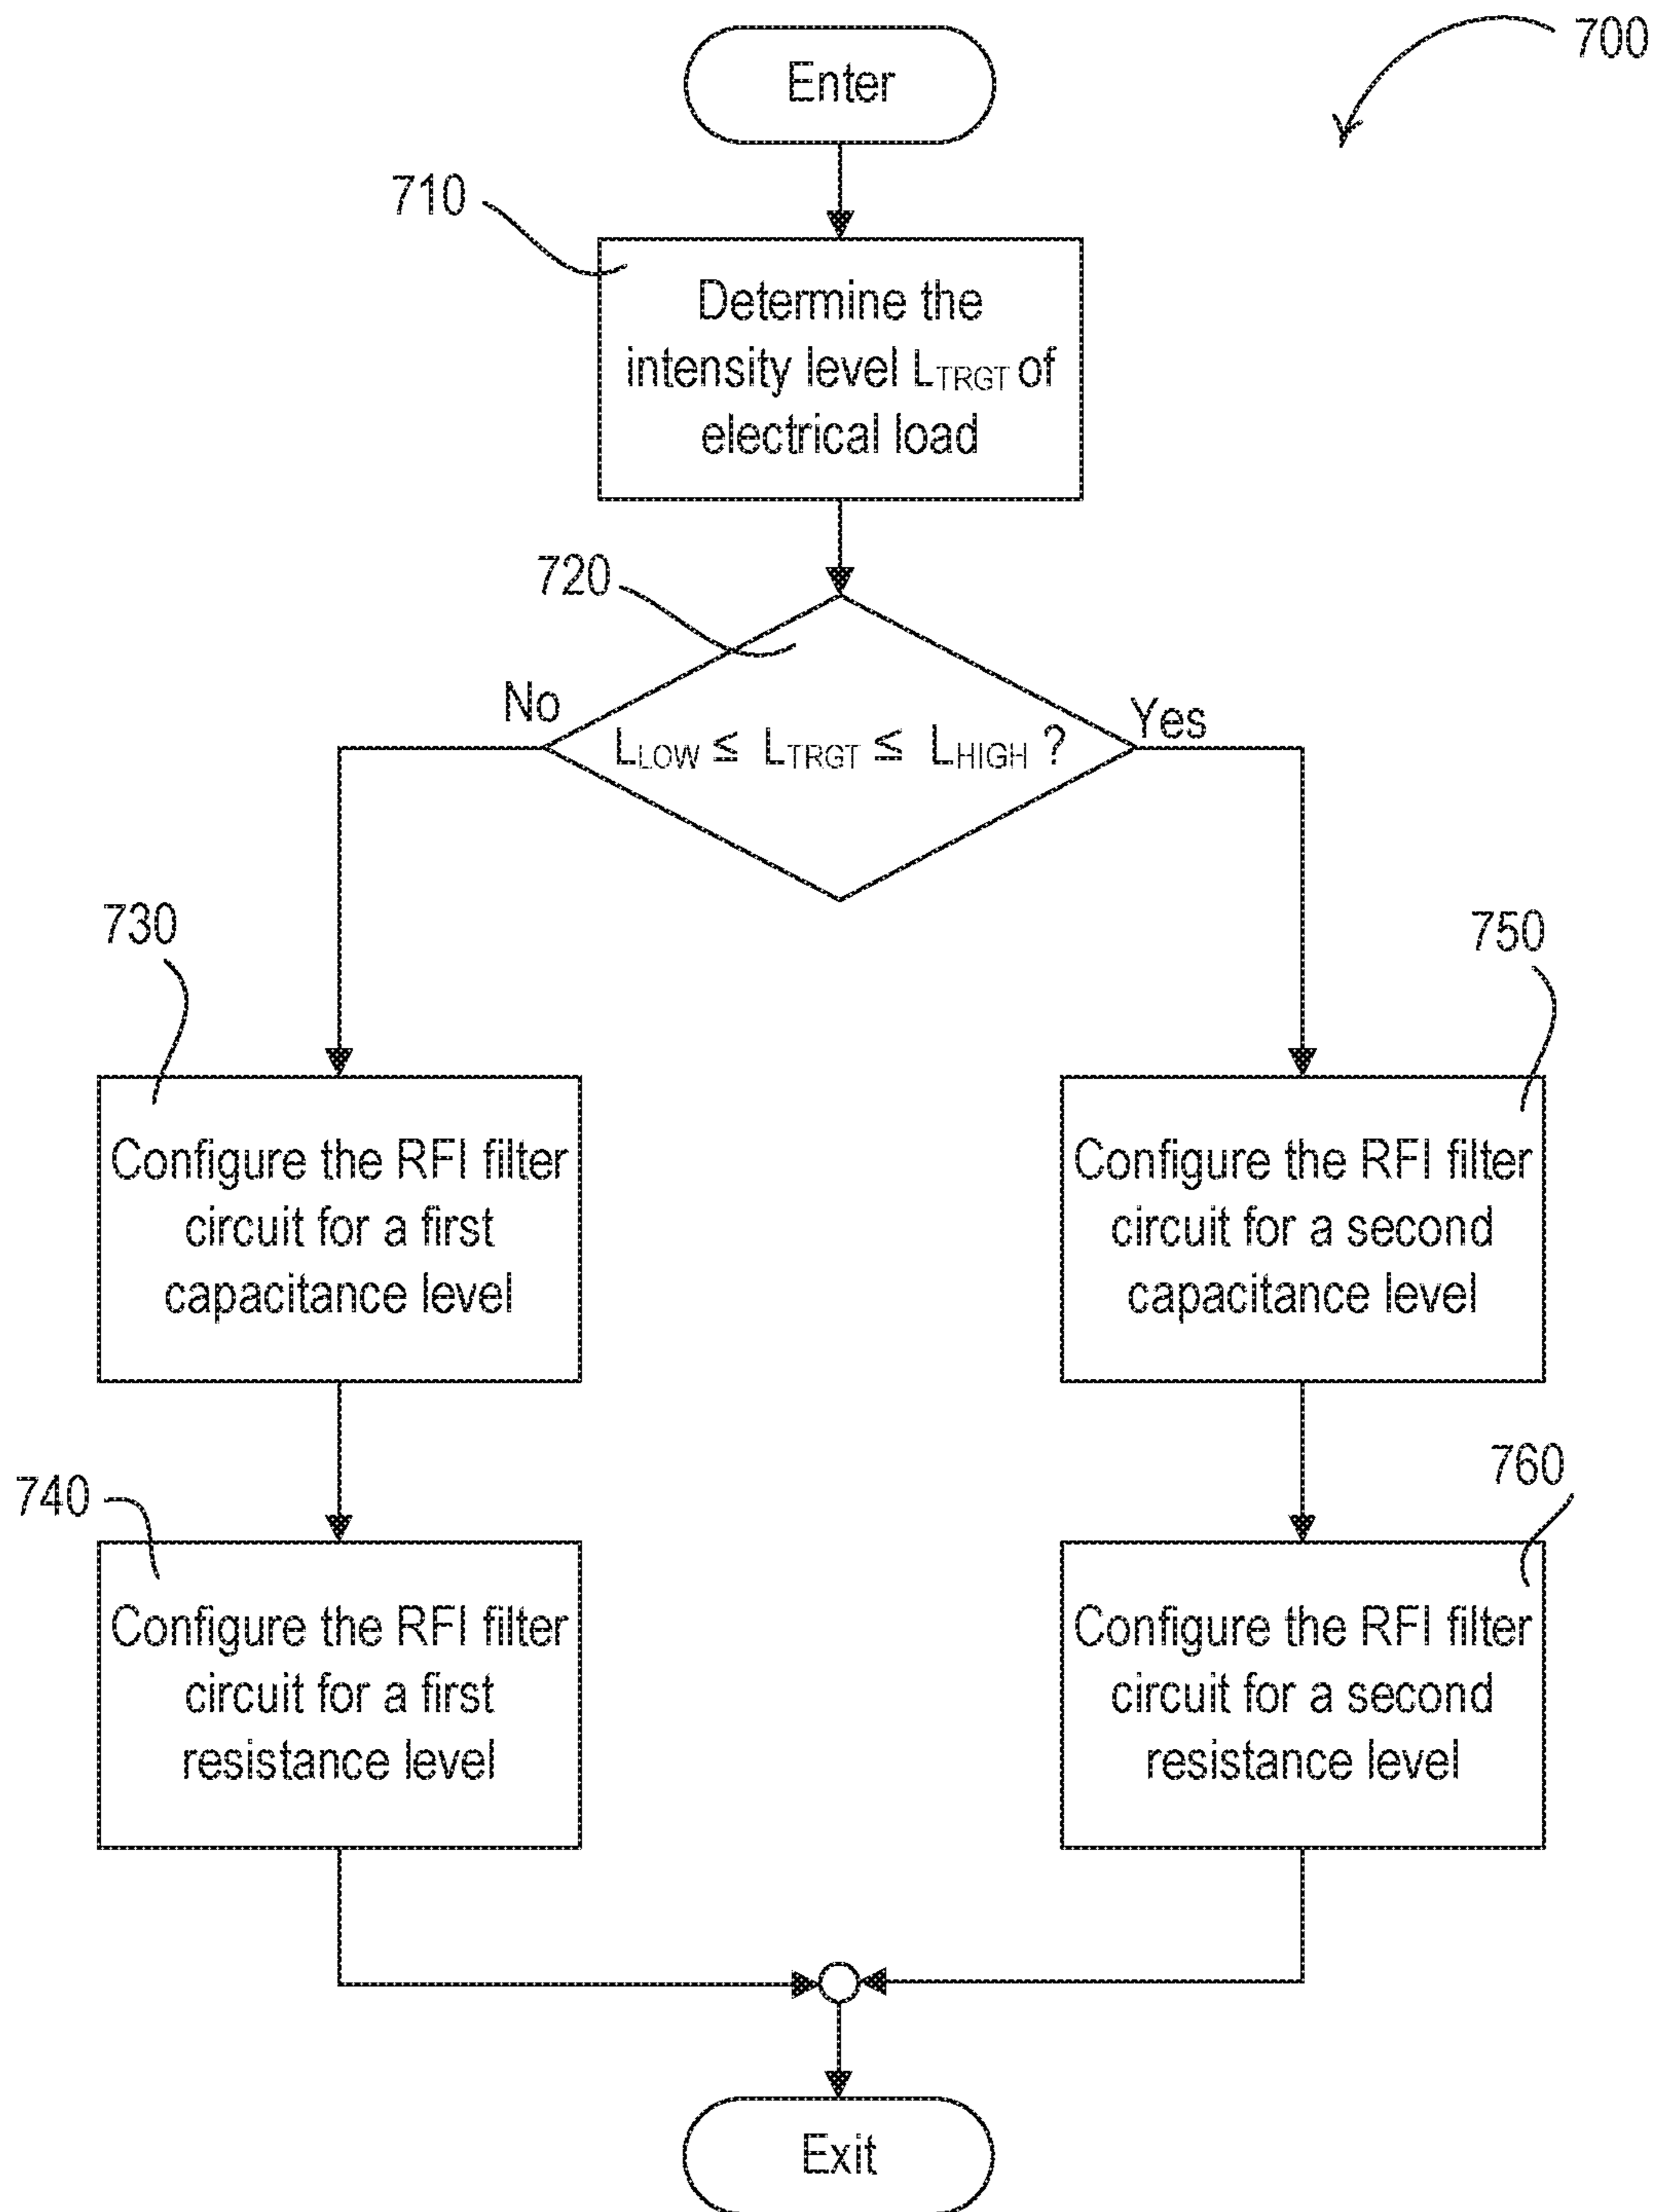 700
Enter
710
Determine the
intensity level LTRGT of
electrical load
720
No
Yes
LLOW ≤ LTRGT ≤ LHIGH ?
730
750
Configure the RFI filter
circuit for a first
capacitance level
Configure the RFI filter
circuit for a second
capacitance level
740
760
Configure the RFI filter
circuit for a first
resistance level
Configure the RFI filter
circuit for a second
resistance level
Exit